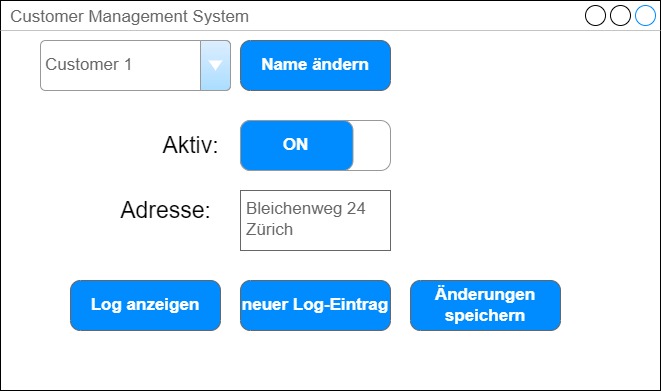 Customer Management System
Customer 1
Name ändern
Aktiv:
ON
Adresse:
Bleichenweg 24
Zürich
Log anzeigen
neuer Log-Eintrag
Änderungen
speichern